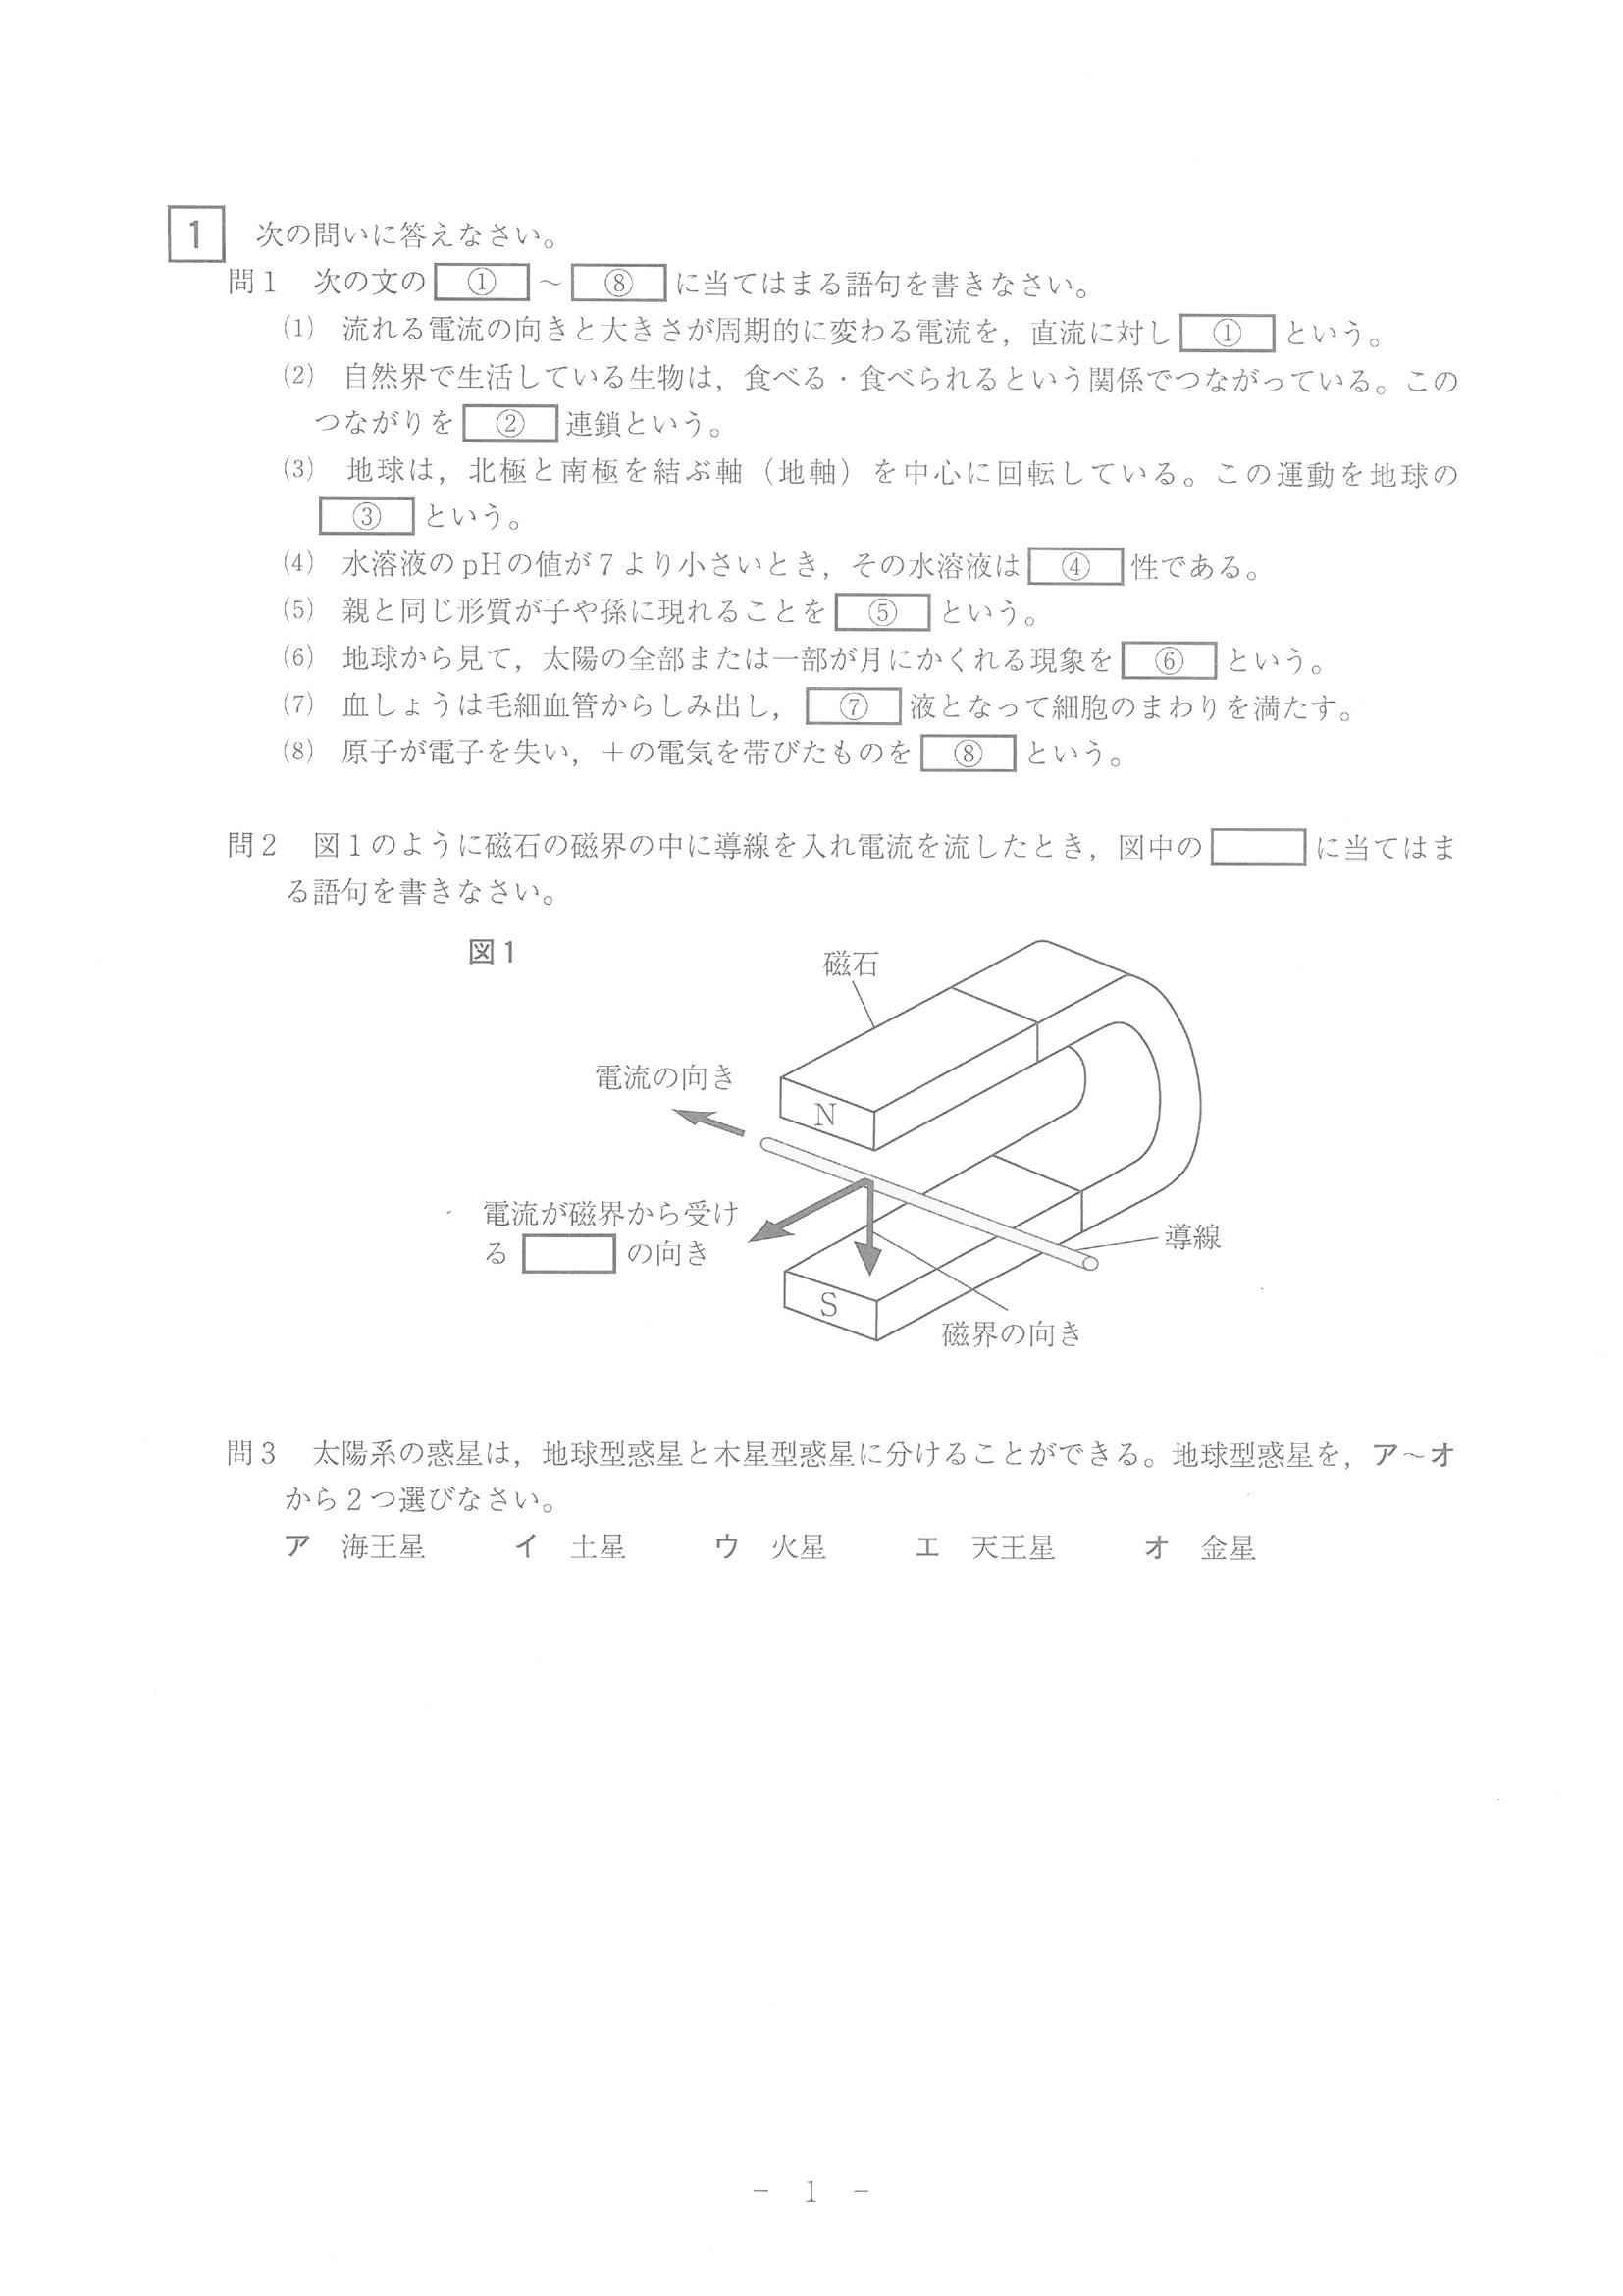 1　次の問いに答えなさい。
問1　次の文の ① ～ ⑧ に当てはまる語句を書きなさい。
(1)　流れる電流の向きと大きさが周期的に変わる電流を，直流に対し ① という。
(2)　自然界で生活している生物は，食べる・食べられるという関係でつながっている。この
つながりを ② 連鎖という。
(3)　地球は，北極と南極を結ぶ軸（地軸）を中心に回転している。この運動を地球の
③ という。
(4)　水溶液のpHの値が7より小さいとき，その水溶液は ④ 性である。
(5)　親と同じ形質が子や孫に現れることを ⑤ という。
(6)　地球から見て，太陽の全部または一部が月にかくれる現象を ⑥ という。
(7)　血しょうは毛細血管からしみ出し， ⑦ 液となって細胞のまわりを満たす。
(8)　原子が電子を失い，＋の電気を帯びたものを ⑧ という。
問2　図1のように磁石の磁界の中に導線を入れ電流を流したとき，図中の に当てはま
る語句を書きなさい。
図1
磁石
電流の向き
N
電流が磁界から受け
る の向き
導線
S
磁界の向き
問3　太陽系の惑星は，地球型惑星と木星型惑星に分けることができる。地球型惑星を，ア～オ
から2つ選びなさい。
ア　海王星　イ　土星　ウ　火星　エ　天王星　オ　金星
－　1　－